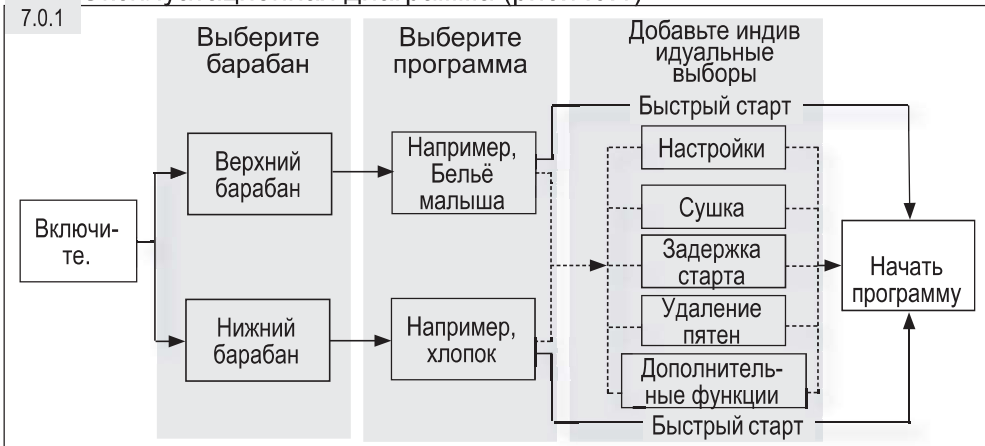 7.0.1
Выберите
барабан
Выберите
программа
Добавьте индив
идуальные
выборы
Быстрый старт
Верхний
барабан
Например,
Бельё
малыша
Настройки
Сушка
Включи-
те.
Задержка
старта
Начать
программу
Нижний
барабан
Например,
хлопок
Удаление
пятен
Дополнитель-
ные функции
Быстрый старт